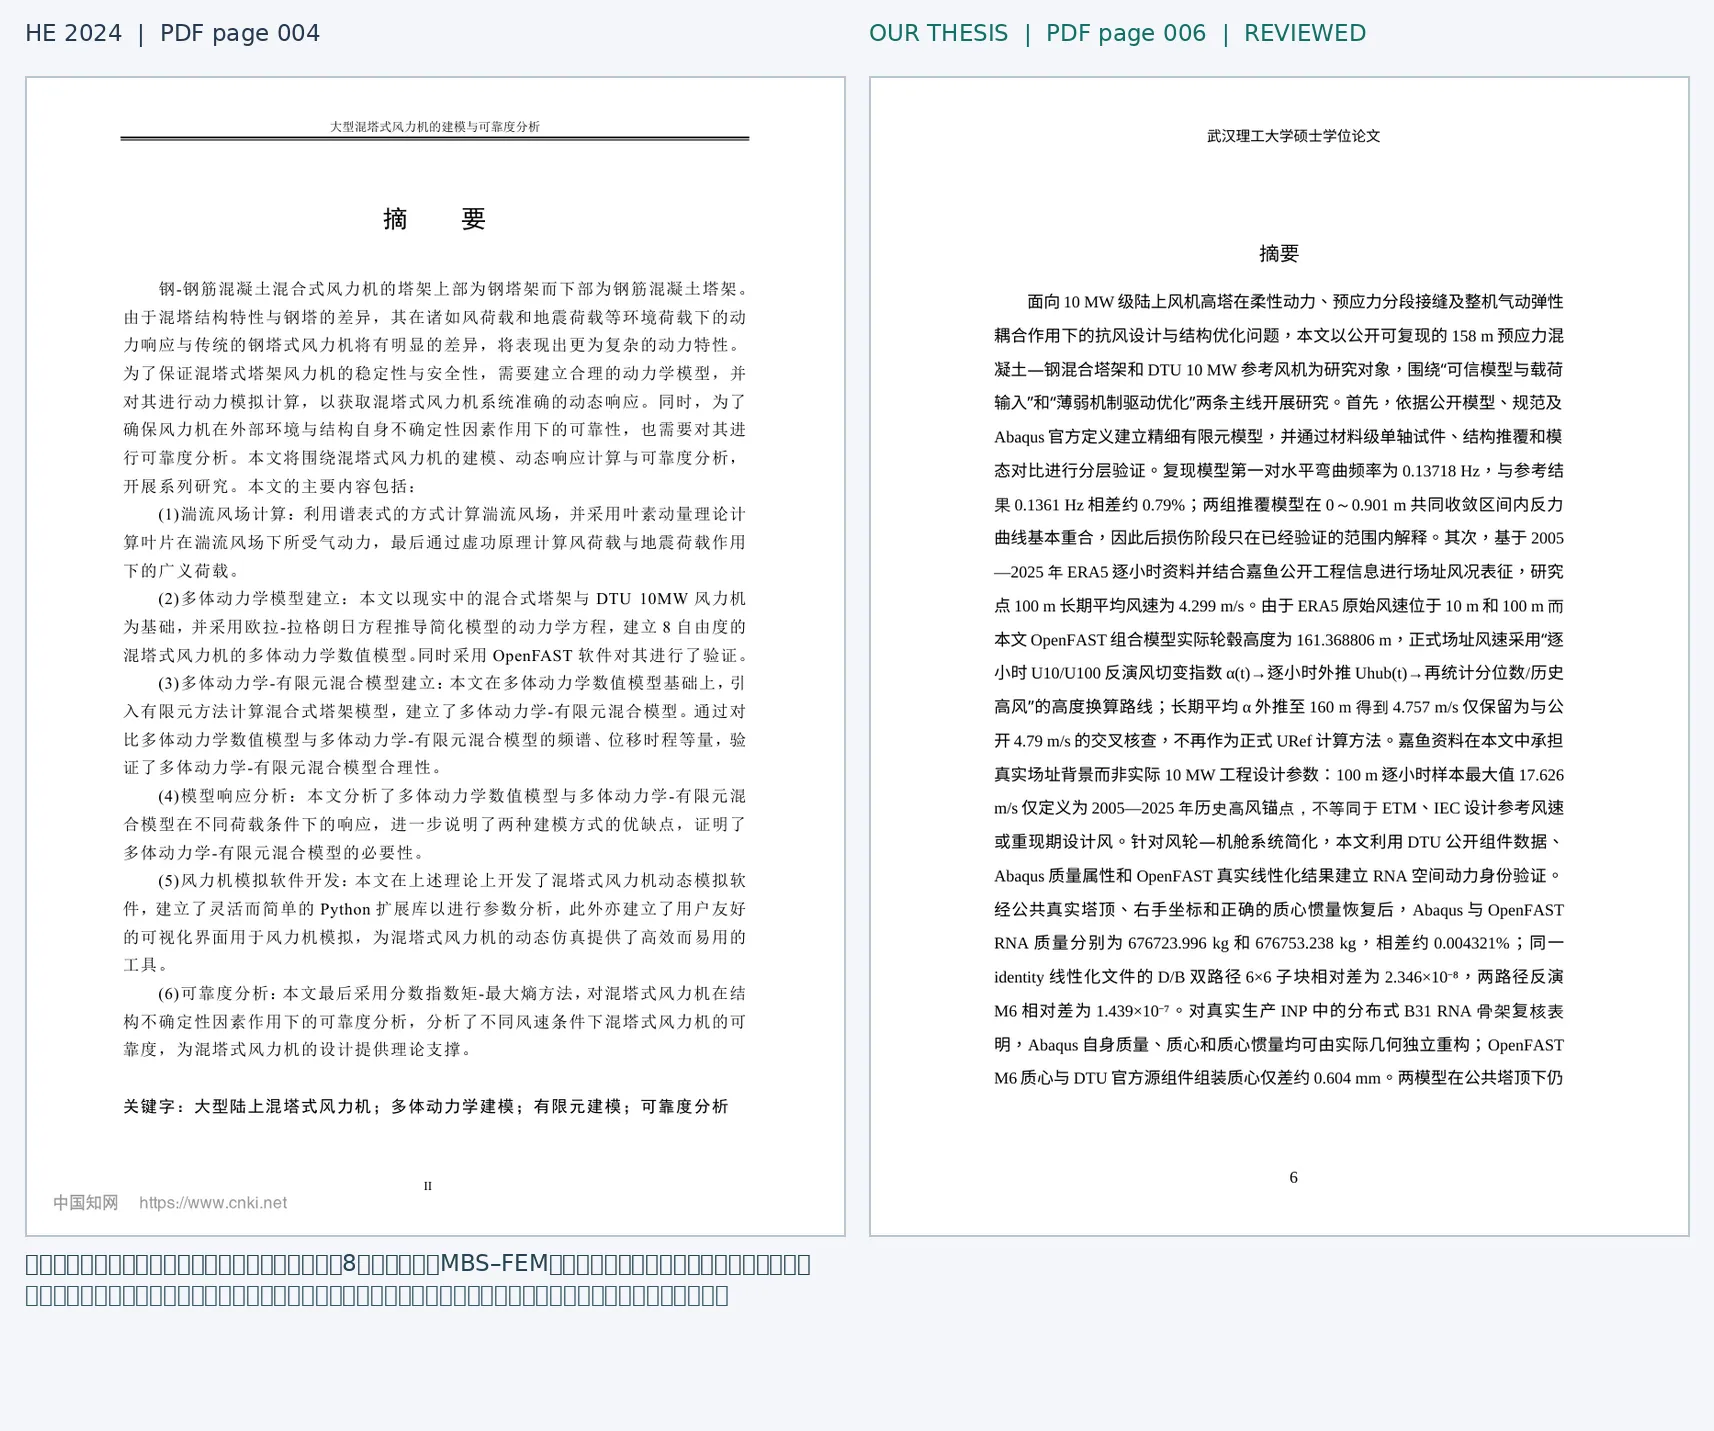 HE 2024 | PDF page 004
大型混塔式风力机的建模与可靠度分析
摘 要
钢-钢筋混凝土混合式风力机的塔架上部为钢塔架而下部为钢筋混凝土塔架。
由于混塔结构特性与钢塔的差异，其在诸如风荷载和地震荷载等环境荷载下的动
力响应与传统的钢塔式风力机将有明显的差异，将表现出更为复杂的动力特性。
为了保证混塔式塔架风力机的稳定性与安全性，需要建立合理的动力学模型，并
对其进行动力模拟计算，以获取混塔式风力机系统准确的动态响应。同时，为了
确保风力机在外部环境与结构自身不确定性因素作用下的可靠性，也需要对其进
行可靠度分析。本文将围绕混塔式风力机的建模、动态响应计算与可靠度分析，
开展系列研究。本文的主要内容包括：
(1)湍流风场计算：利用谱表式的方式计算湍流风场，并采用叶素动量理论计
算叶片在湍流风场下所受气动力，最后通过虚功原理计算风荷载与地震荷载作用
下的广义荷载。
(2)多体动力学模型建立：本文以现实中的混合式塔架与 DTU 10MW 风力机
为基础，并采用欧拉-拉格朗日方程推导简化模型的动力学方程，建立 8 自由度的
混塔式风力机的多体动力学数值模型。同时采用 OpenFAST 软件对其进行了验证。
(3)多体动力学-有限元混合模型建立：本文在多体动力学数值模型基础上，引
入有限元方法计算混合式塔架模型，建立了多体动力学-有限元混合模型。通过对
比多体动力学数值模型与多体动力学-有限元混合模型的频谱、位移时程等量，验
证了多体动力学-有限元混合模型合理性。
(4)模型响应分析：本文分析了多体动力学数值模型与多体动力学-有限元混
合模型在不同荷载条件下的响应，进一步说明了两种建模方式的优缺点，证明了
多体动力学-有限元混合模型的必要性。
(5)风力机模拟软件开发：本文在上述理论上开发了混塔式风力机动态模拟软
件，建立了灵活而简单的 Python 扩展库以进行参数分析，此外亦建立了用户友好
的可视化界面用于风力机模拟，为混塔式风力机的动态仿真提供了高效而易用的
工具。
(6)可靠度分析：本文最后采用分数指数矩-最大熵方法，对混塔式风力机在结
构不确定性因素作用下的可靠度分析，分析了不同风速条件下混塔式风力机的可
靠度，为混塔式风力机的设计提供理论支撑。
关键字：大型陆上混塔式风力机；多体动力学建模；有限元建模；可靠度分析
II
中国知网 https://www.cnki.net
OUR THESIS | PDF page 006 | REVIEWED
武汉理工大学硕士学位论文
摘要
面向 10 MW 级陆上风机高塔在柔性动力、预应力分段接缝及整机气动弹性
耦合作用下的抗风设计与结构优化问题，本文以公开可复现的 158 m 预应力混
凝土—钢混合塔架和 DTU 10 MW 参考风机为研究对象，围绕“可信模型与载荷
输入”和“薄弱机制驱动优化”两条主线开展研究。首先，依据公开模型、规范及
Abaqus 官方定义建立精细有限元模型，并通过材料级单轴试件、结构推覆和模
态对比进行分层验证。复现模型第一对水平弯曲频率为 0.13718 Hz，与参考结
果 0.1361 Hz 相差约 0.79%；两组推覆模型在 0～0.901 m 共同收敛区间内反力
曲线基本重合，因此后损伤阶段只在已经验证的范围内解释。其次，基于 2005
—2025 年 ERA5 逐小时资料并结合嘉鱼公开工程信息进行场址风况表征，研究
点 100 m 长期平均风速为 4.299 m/s。由于 ERA5 原始风速位于 10 m 和 100 m 而
本文 OpenFAST 组合模型实际轮毂高度为 161.368806 m，正式场址风速采用“逐
小时 U10/U100 反演风切变指数 α(t)→逐小时外推 Uhub(t)→再统计分位数/历史
高风”的高度换算路线；长期平均 α 外推至 160 m 得到 4.757 m/s 仅保留为与公
开 4.79 m/s 的交叉核查，不再作为正式 URef 计算方法。嘉鱼资料在本文中承担
真实场址背景而非实际 10 MW 工程设计参数：100 m 逐小时样本最大值 17.626
m/s 仅定义为 2005—2025 年历史高风锚点，不等同于 ETM、IEC 设计参考风速
或重现期设计风。针对风轮—机舱系统简化，本文利用 DTU 公开组件数据、
Abaqus 质量属性和 OpenFAST 真实线性化结果建立 RNA 空间动力身份验证。
经公共真实塔顶、右手坐标和正确的质心惯量恢复后，Abaqus 与 OpenFAST
RNA 质量分别为 676723.996 kg 和 676753.238 kg，相差约 0.004321%；同一
identity 线性化文件的 D/B 双路径 6×6 子块相对差为 2.346×10⁻⁸，两路径反演
M6 相对差为 1.439×10⁻⁷。对真实生产 INP 中的分布式 B31 RNA 骨架复核表
明，Abaqus 自身质量、质心和质心惯量均可由实际几何独立重构；OpenFAST
M6 质心与 DTU 官方源组件组装质心仅差约 0.604 mm。两模型在公共塔顶下仍
6
8 MBS–FEM